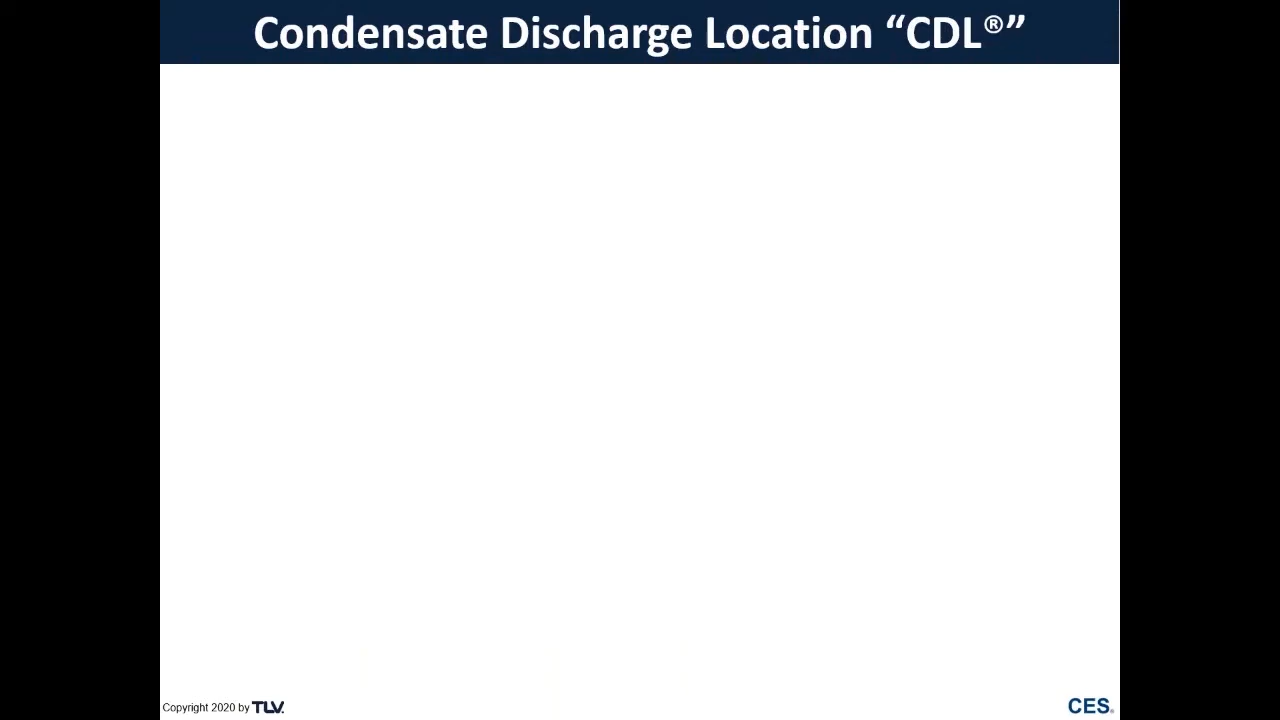 Condensate Discharge Location “CDL®”
Copyright 2020 by TLV.
CES®